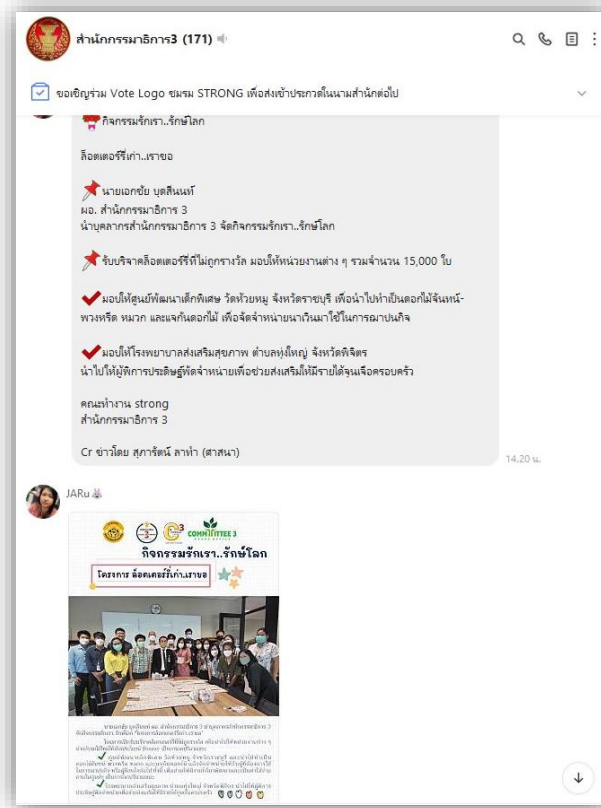 สำนักกรรมาธิการ3 (171)
ขอเชิญร่วม Vote Logo ชมรม STRONG เพื่อส่งเข้าประกวดในนามสำนักต่อไป
กิจกรรมรักเรา..รักษ์โลก
ล็อตเตอร์รี่เก่า..เราขอ
นายเอกชัย บุตสีนนท์
ผอ. สำนักกรรมาธิการ 3
นำบุคลากรสำนักกรรมาธิการ 3 จัดกิจกรรมรักเรา..รักษ์โลก
รับบริจาคล็อตเตอร์รี่ที่ไม่ถูกรางวัล มอบให้หน่วยงานต่าง ๆ รวมจำนวน 15,000 ใบ
มอบให้ศูนย์พัฒนาเด็กพิเศษ วัดห้วยหมู จังหวัดราชบุรี เพื่อนำไปทำเป็นดอกไม้จันทน์-
พวงหรีด หมวก และแจกันดอกไม้ เพื่อจัดจำหน่ายนาเงินมาใช้ในการฌาปนกิจ
มอบให้โรงพยาบาลส่งเสริมสุขภาพ ตำบลทุ่งใหญ่ จังหวัดพิจิตร
นำไปให้ผู้พิการประดิษฐ์พัดจำหน่ายเพื่อช่วยส่งเสริมให้มีรายได้จุนเจือครอบครัว
คณะทำงาน strong
สำนักกรรมาธิการ 3
Cr ข่าวโดย สุภารัตน์ ลาทำ (ศาสนา)
14.20 น.
JARu
COMMITTEE 3
กิจกรรมรักเรา..รักษ์โลก
โครงการ ล็อตเตอร์รี่เก่า..เราขอ